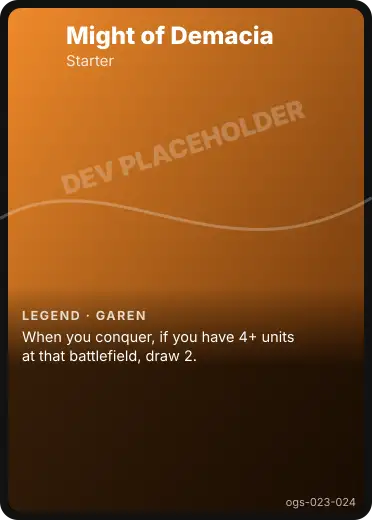 Might of Demacia
Starter
DEV PLACEHOLDER
LEGEND · GAREN
When you conquer, if you have 4+ units
at that battlefield, draw 2.
ogs-023-024